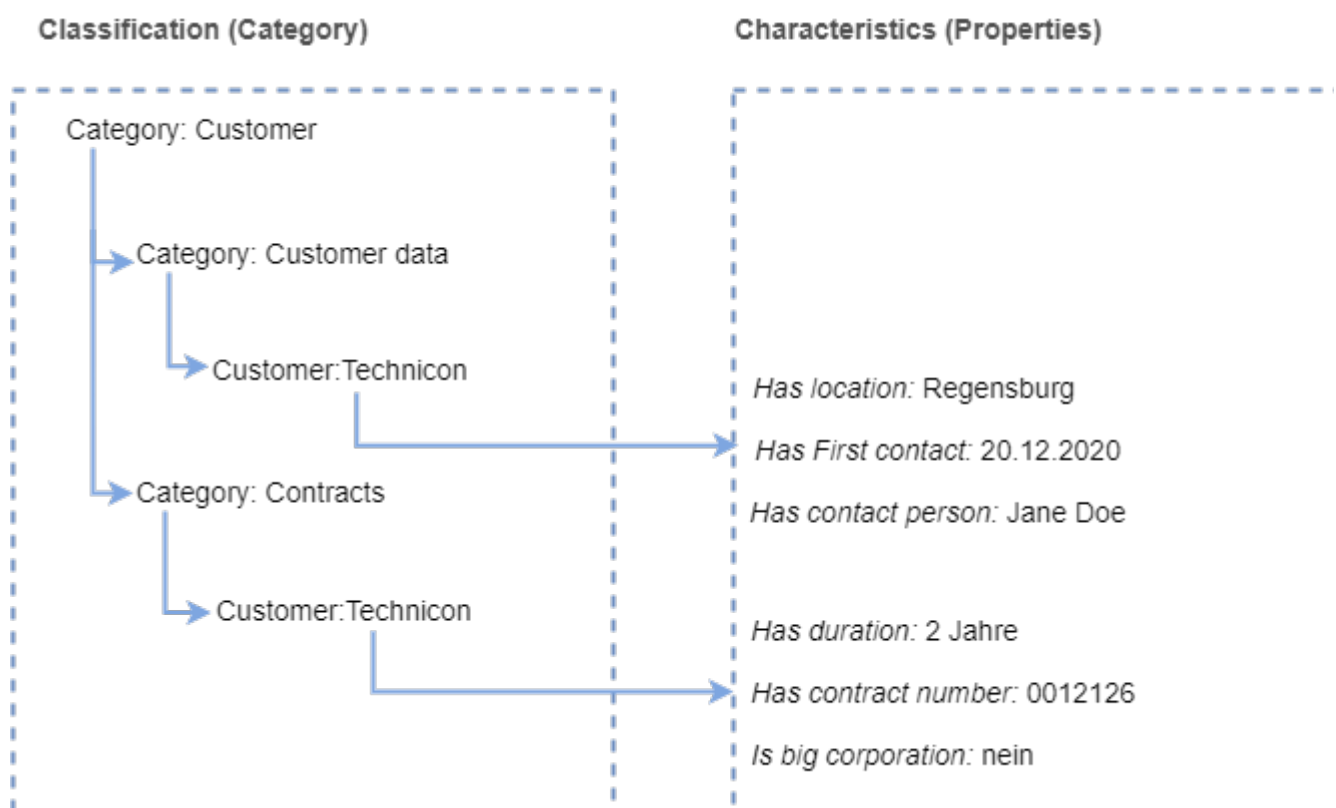 Classification (Category)
Characteristics (Properties)
Category: Customer
Category: Customer data
Customer:Technicon
Has location: Regensburg
Has First contact: 20.12.2020
Category: Contracts
Has contact person: Jane Doe
Customer:Technicon
Has duration: 2 Jahre
Has contract number: 0012126
Is big corporation: nein